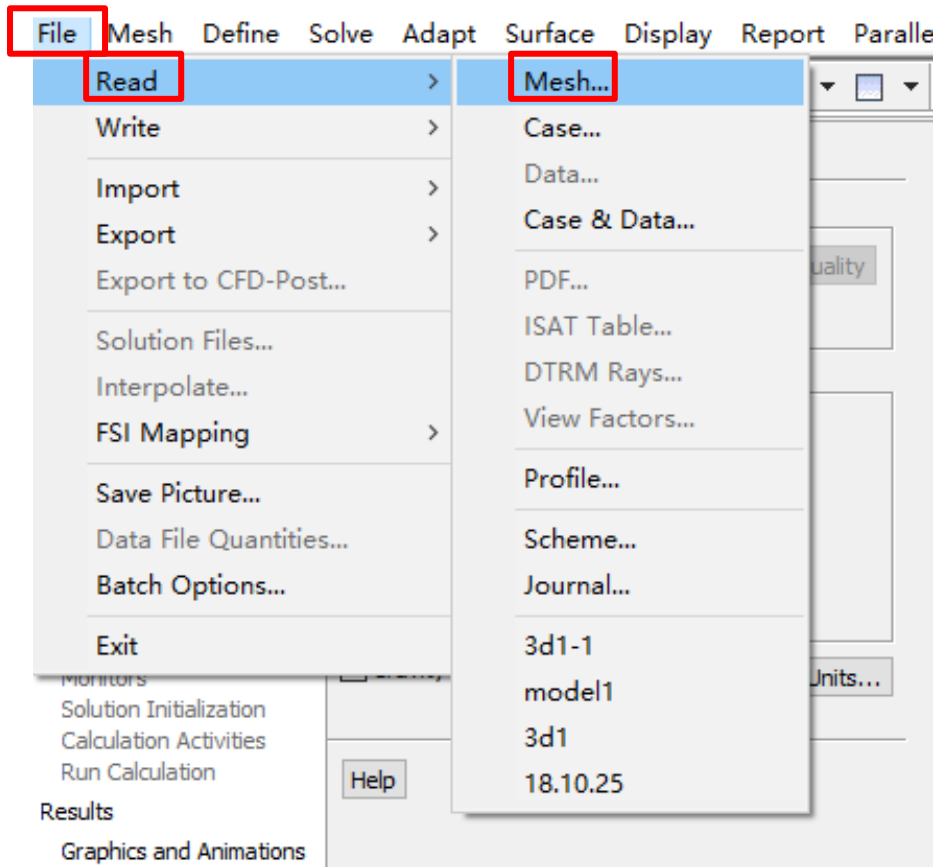 File Mesh Define Solve Adapt Surface Display Report Paralle
Read
Write
Import
Export
Export to CFD-Post...
Solution Files...
Interpolate...
FSI Mapping
Save Picture...
Data File Quantities...
Batch Options...
Exit
Mesh...
Case...
Data...
Case & Data...
PDF...
ISAT Table...
DTRM Rays...
View Factors...
Profile...
Scheme...
Journal...
3d1-1
model1
3d1
18.10.25
uality
Units...
Monitors
Solution Initialization
Calculation Activities
Run Calculation
Results
Graphics and Animations
Help